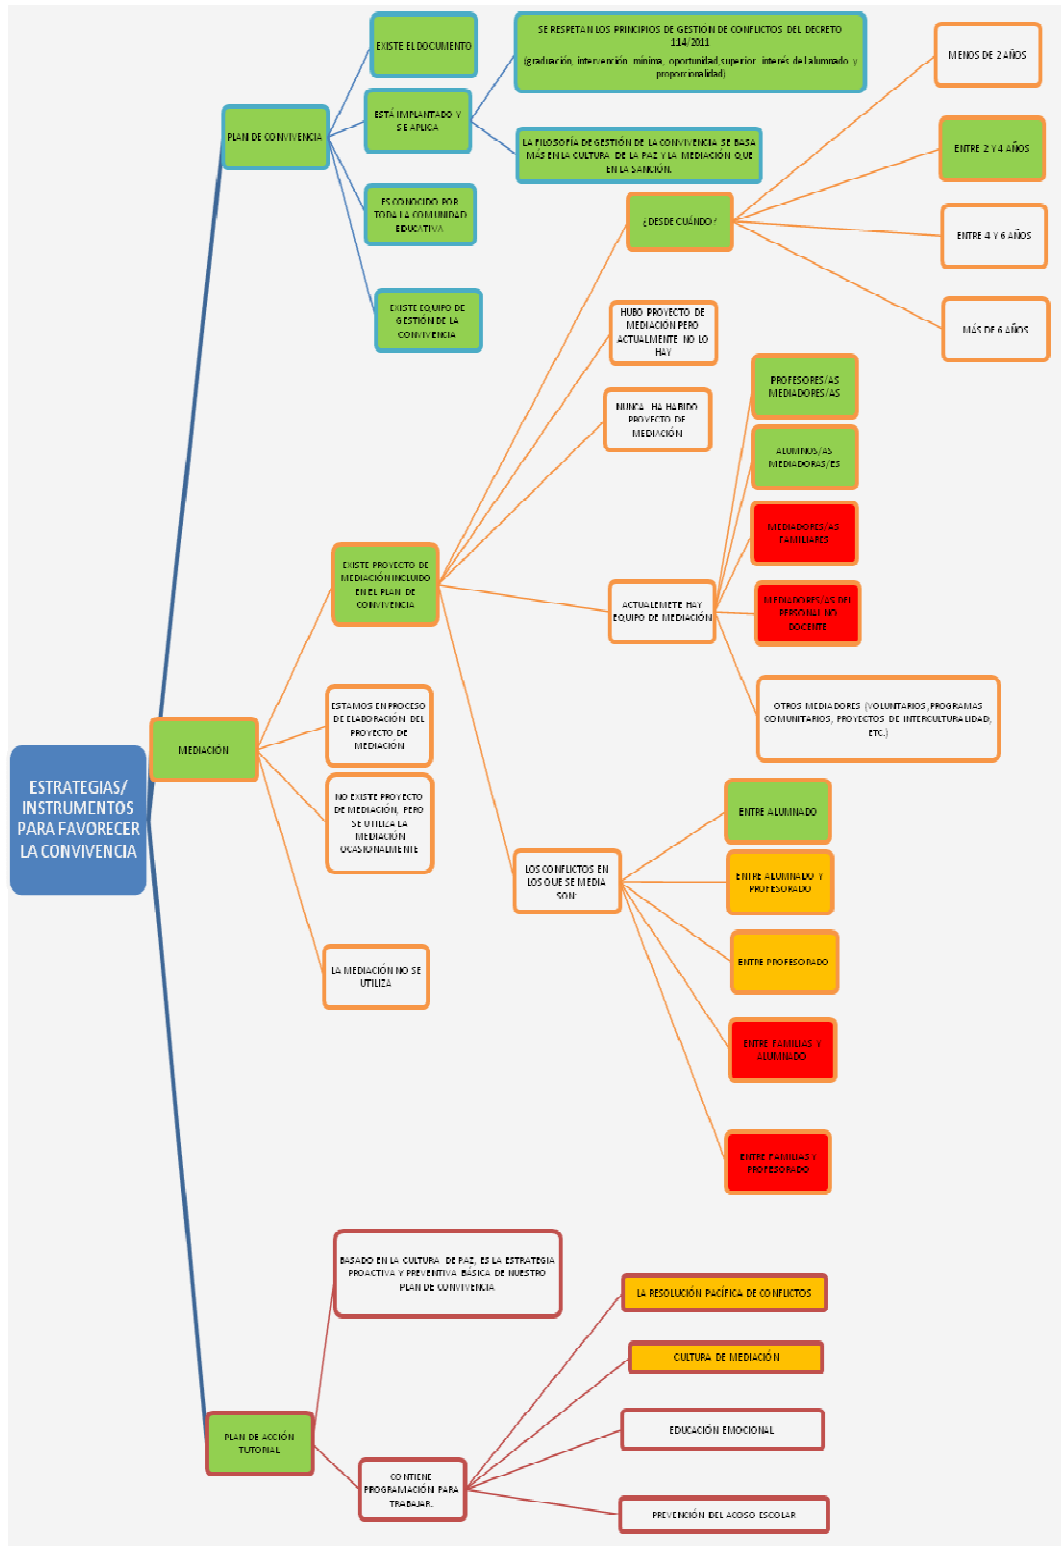 EXISTE EL DOCUMENTO
SE RESPETAN LOS PRINCIPIOS DE GESTIÓN DE CONFLICTOS DEL DECRETO
114/2011
(graduación, intervención mínima, oportunidad,superior interés del alumnado y
proporcionalidad)
MENOS DE 2 AÑOS
PLAN DE CONVIVENCIA
ESTÁ IMPLANTADO Y
SE APLICA
LA FILOSOFÍA DE GESTIÓN DE LA CONVIVENCIA SE BASA
MÁS EN LA CULTURA DE LA PAZ Y LA MEDIACIÓN QUE
EN LA SANCIÓN.
ENTRE 2 Y 4 AÑOS
ES CONOCIDO POR
TODA LA COMUNIDAD
EDUCATIVA
¿DESDE CUÁNDO?
ENTRE 4 Y 6 AÑOS
EXISTE EQUIPO DE
GESTIÓN DE LA
CONVIVENCIA
HUBO PROYECTO DE
MEDIACIÓN PERO
ACTUALMENTE NO LO
HAY
MÁS DE 6 AÑOS
NUNCA HA HABIDO
PROYECTO DE
MEDIACIÓN
PROFESORES/AS
MEDIADORES/AS
ALUMNOS/AS
MEDIADORAS/ES
MEDIADORES/AS
FAMILIARES
EXISTE PROYECTO DE
MEDIACIÓN INCLUIDO
EN EL PLAN DE
CONVIVENCIA
ACTUALEMETE HAY
EQUIPO DE MEDIACIÓN
MEDIADORES/AS DEL
PERSONAL NO
DOCENTE
OTROS MEDIADORES (VOLUNTARIOS,PROGRAMAS
COMUNITARIOS, PROYECTOS DE INTERCULTURALIDAD,
ETC.)
ESTAMOS EN PROCESO
DE ELABORACIÓN DEL
PROYECTO DE
MEDIACIÓN
MEDIACIÓN
NO EXISTE PROYECTO
DE MEDIACIÓN, PERO
SE UTILIZA LA
MEDIACIÓN
OCASIONALMENTE
ESTRATEGIAS/
INSTRUMENTOS
PARA FAVORECER
LA CONVIVENCIA
LA MEDIACIÓN NO SE
UTILIZA
LOS CONFLICTOS EN
LOS QUE SE MEDIA
SON:
ENTRE ALUMNADO
ENTRE ALUMNADO Y
PROFESORADO
ENTRE PROFESORADO
ENTRE FAMILIAS Y
ALUMNADO
ENTRE FAMILIAS Y
PROFESORADO
BASADO EN LA CULTURA DE PAZ, ES LA ESTRATEGIA
PROACTIVA Y PREVENTIVA BÁSICA DE NUESTRO
PLAN DE CONVIVENCIA
PLAN DE ACCIÓN
TUTORIAL
CONTIENE
PROGRAMACIÓN PARA
TRABAJAR.
LA RESOLUCIÓN PACÍFICA DE CONFLICTOS
CULTURA DE MEDIACIÓN
EDUCACIÓN EMOCIONAL
PREVENCIÓN DEL ACOSO ESCOLAR